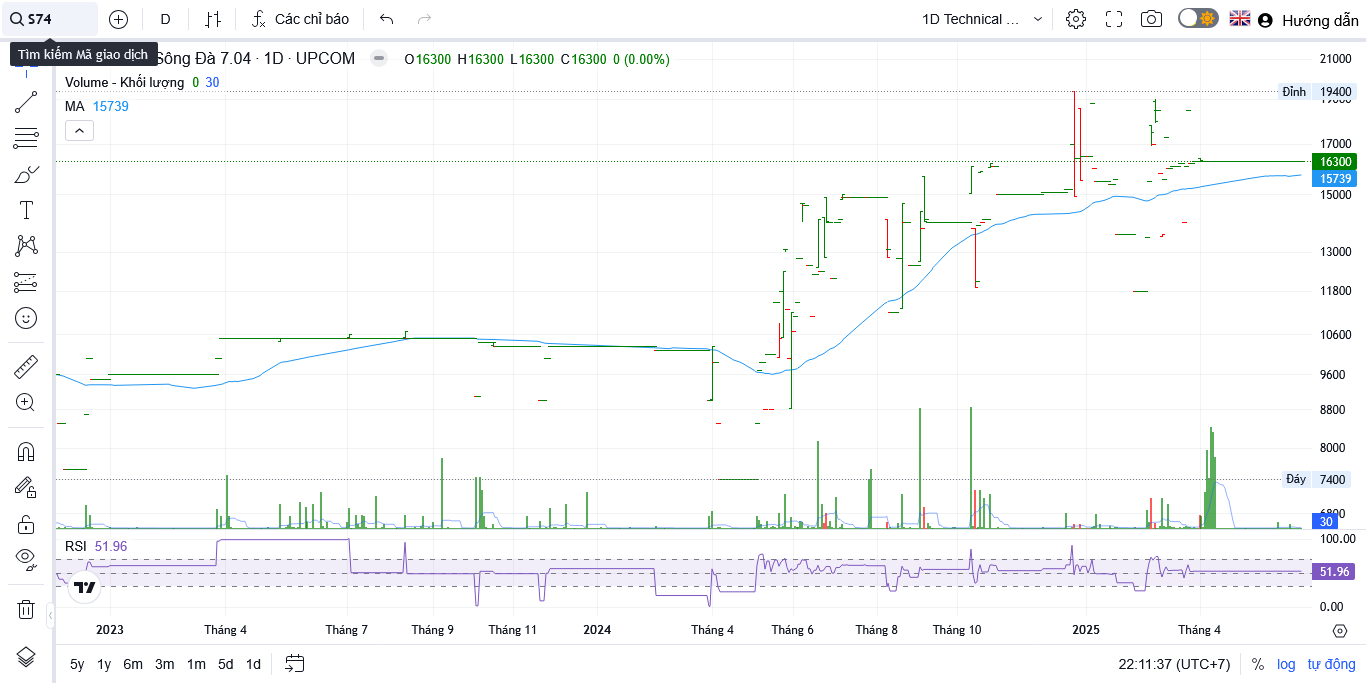 S74
D
Các chỉ báo
1D Technical ...
Hướng dẫn
Tìm kiếm Mã giao dịch
Sông Đà 7.04 · 1D · UPCOM
O16300 H16300 L16300 C16300 0 (0.00%)
Volume - Khối lượng 0 30
MA 15739
21000
Đỉnh 19400
19000
17000
16300
15739
15000
13000
11800
10600
9600
8800
8000
Đáy 7400
6800
30
RSI 51.96
100.00
51.96
0.00
2023 Tháng 4 Tháng 7 Tháng 9 Tháng 11 2024 Tháng 4 Tháng 6 Tháng 8 Tháng 10 2025 Tháng 4
5y 1y 6m 3m 1m 5d 1d
22:11:37 (UTC+7) % log tự động